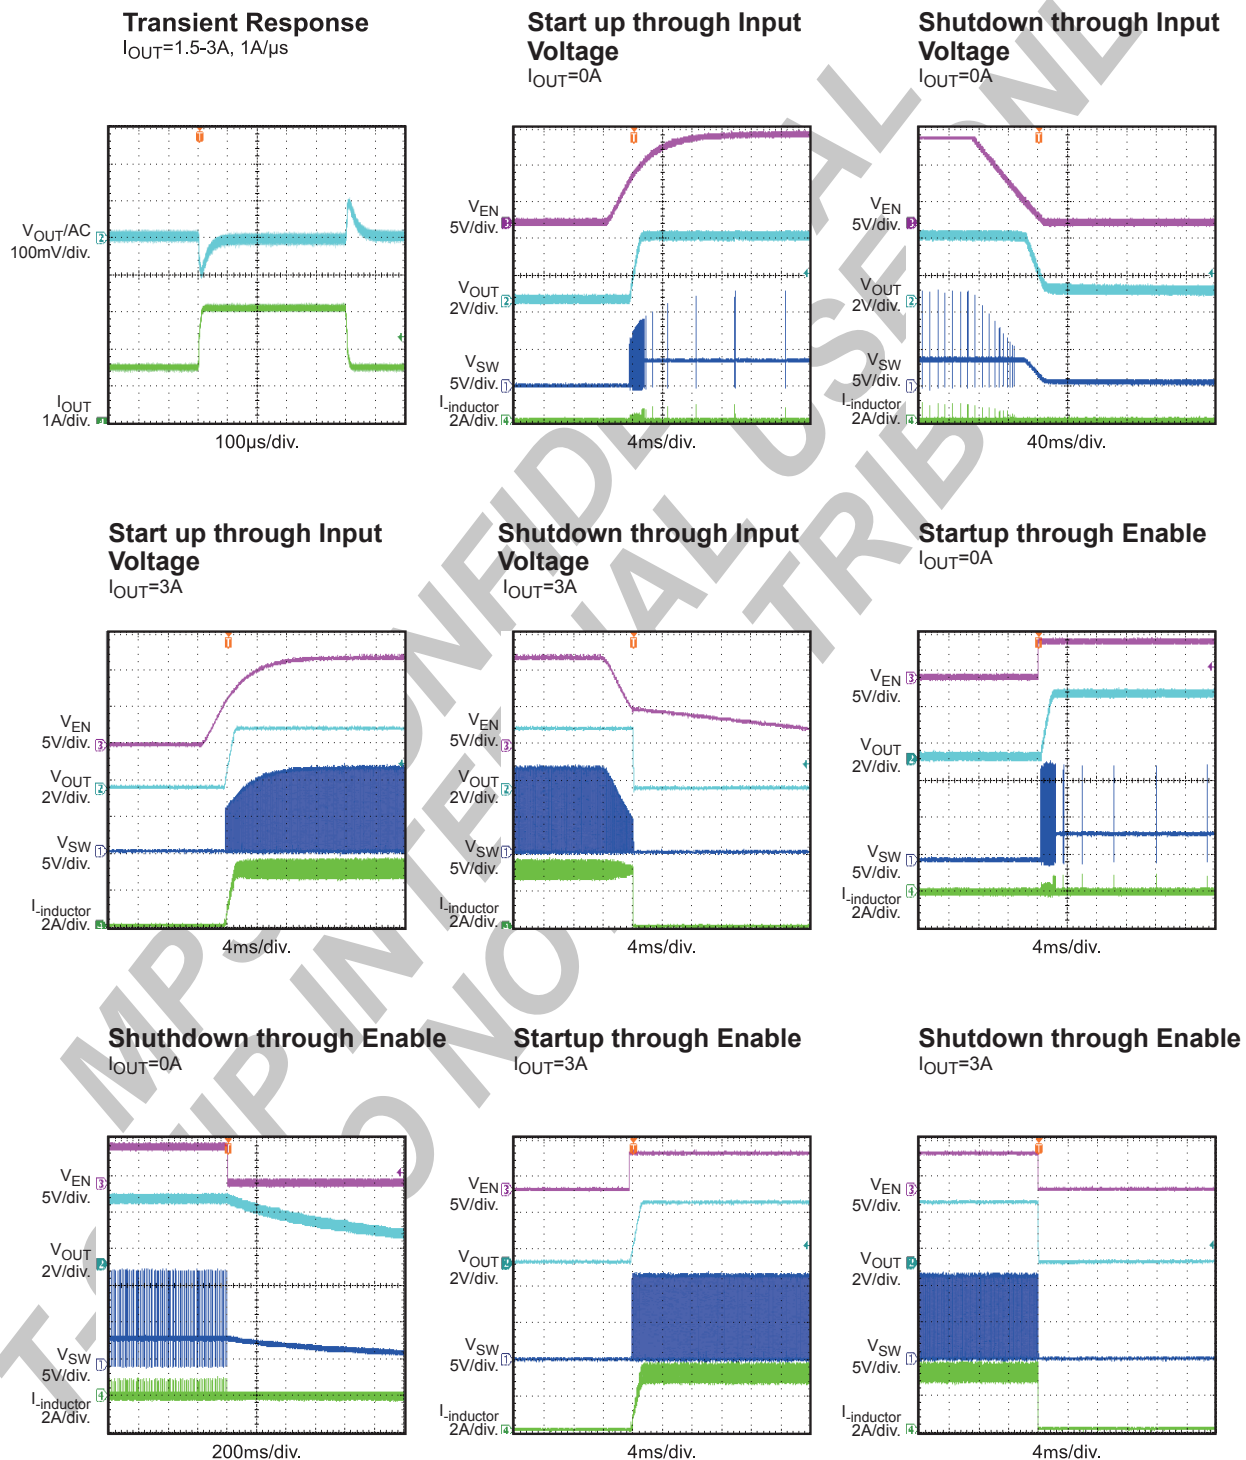 Transient Response
IOUT=1.5-3A, 1A/µs
VOUT/AC
100mV/div.
IOUT
1A/div.
100µs/div.
Start up through Input
Voltage
IOUT=0A
VEN
5V/div.
VOUT
2V/div.
VSW
5V/div.
I-inductor
2A/div.
4ms/div.
Shutdown through Input
Voltage
IOUT=0A
VEN
5V/div.
VOUT
2V/div.
VSW
5V/div.
I-inductor
2A/div.
40ms/div.
Start up through Input
Voltage
IOUT=3A
VEN
5V/div.
VOUT
2V/div.
VSW
5V/div.
I-inductor
2A/div.
4ms/div.
Shutdown through Input
Voltage
IOUT=3A
VEN
5V/div.
VOUT
2V/div.
VSW
5V/div.
I-inductor
2A/div.
4ms/div.
Startup through Enable
IOUT=0A
VEN
5V/div.
VOUT
2V/div.
VSW
5V/div.
I-inductor
2A/div.
4ms/div.
Shuthdown through Enable
IOUT=0A
VEN
5V/div.
VOUT
2V/div.
VSW
5V/div.
I-inductor
2A/div.
200ms/div.
Startup through Enable
IOUT=3A
VEN
5V/div.
VOUT
2V/div.
VSW
5V/div.
I-inductor
2A/div.
4ms/div.
Shutdown through Enable
IOUT=3A
VEN
5V/div.
VOUT
2V/div.
VSW
5V/div.
I-inductor
2A/div.
4ms/div.